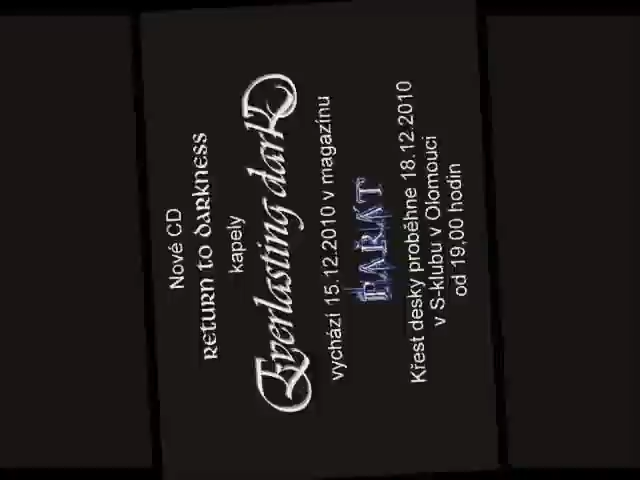 Nové CD
RETURN TO DARKNESS
kapely
Everlasting dark
vychází 15.12.2010 v magazínu
PAŘÁT
Křest desky proběhne 18.12.2010
v S-klubu v Olomouci
od 19,00 hodin